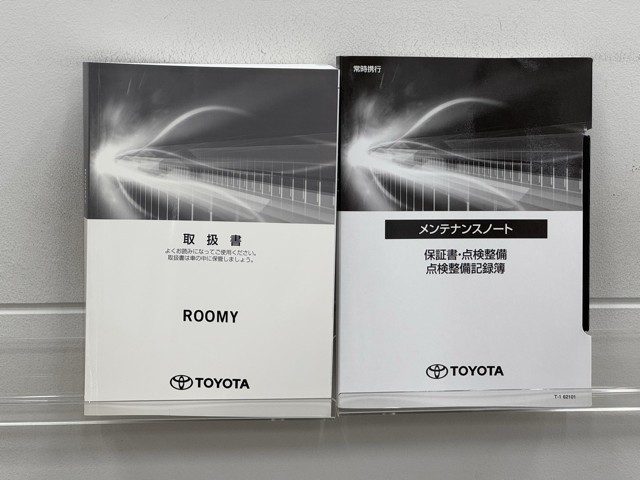 取扱書
よくお読みになってご使用ください。
取扱書は車の中に保管しましょう。
ROOMY
TOYOTA
常時携行
メンテナンスノート
保証書・点検整備
点検整備記録簿
TOYOTA
T-1 62101